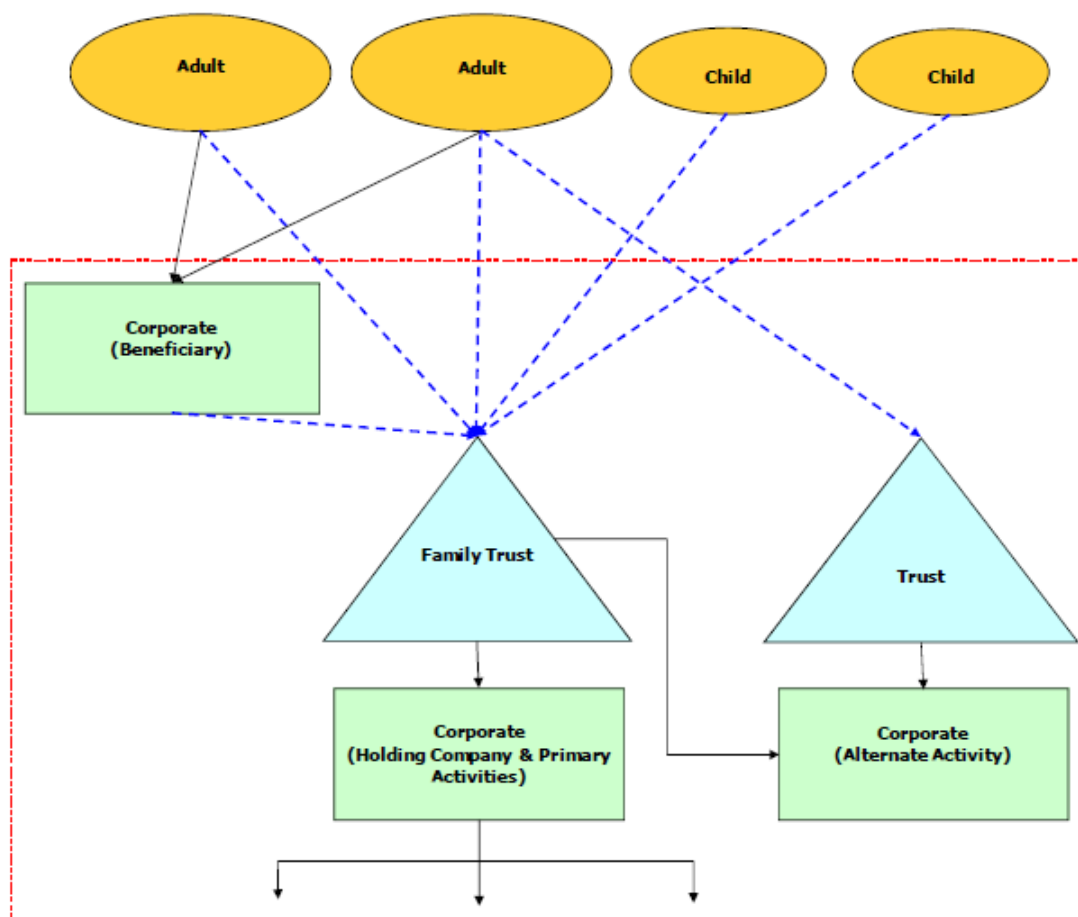 Adult
Adult
Child
Child
Corporate
(Beneficiary)
Family Trust
Trust
Corporate
(Holding Company & Primary
Activities)
Corporate
(Alternate Activity)